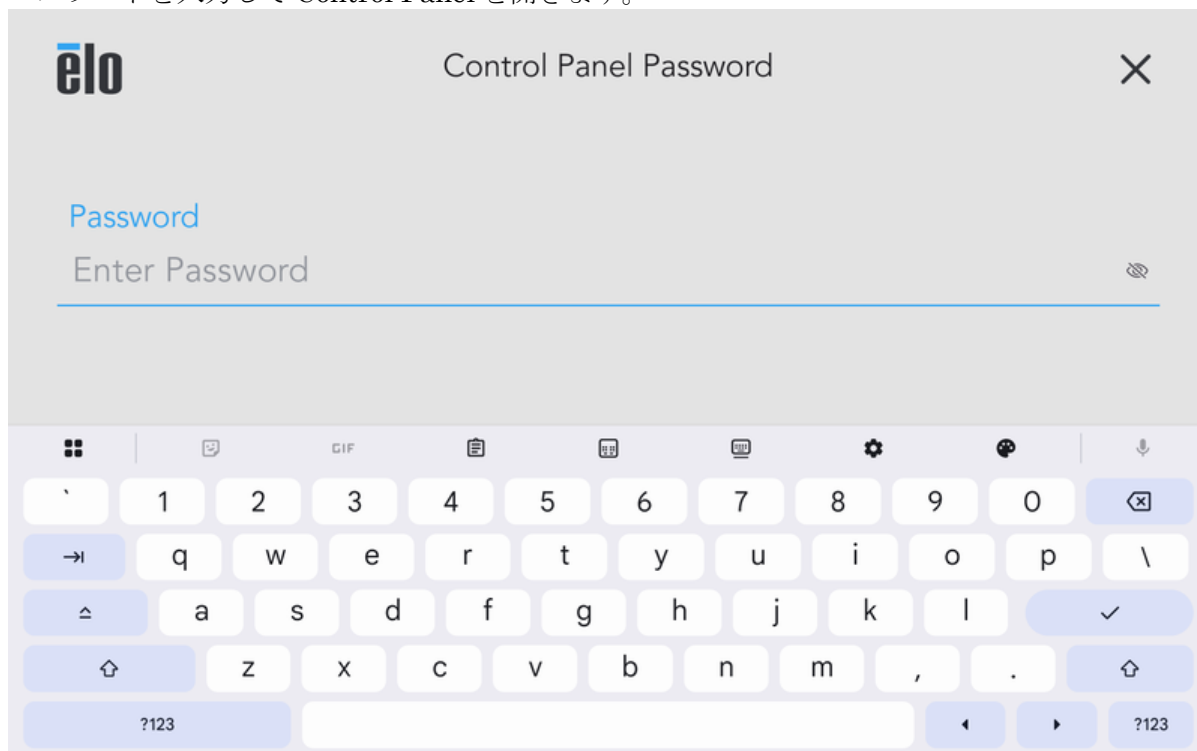 elo
Control Panel Password
Password
Enter Password
GIF
` 1 2 3 4 5 6 7 8 9 0
q w e r t y u i o p \
a s d f g h j k l
z x c v b n m , .
?123 ?123